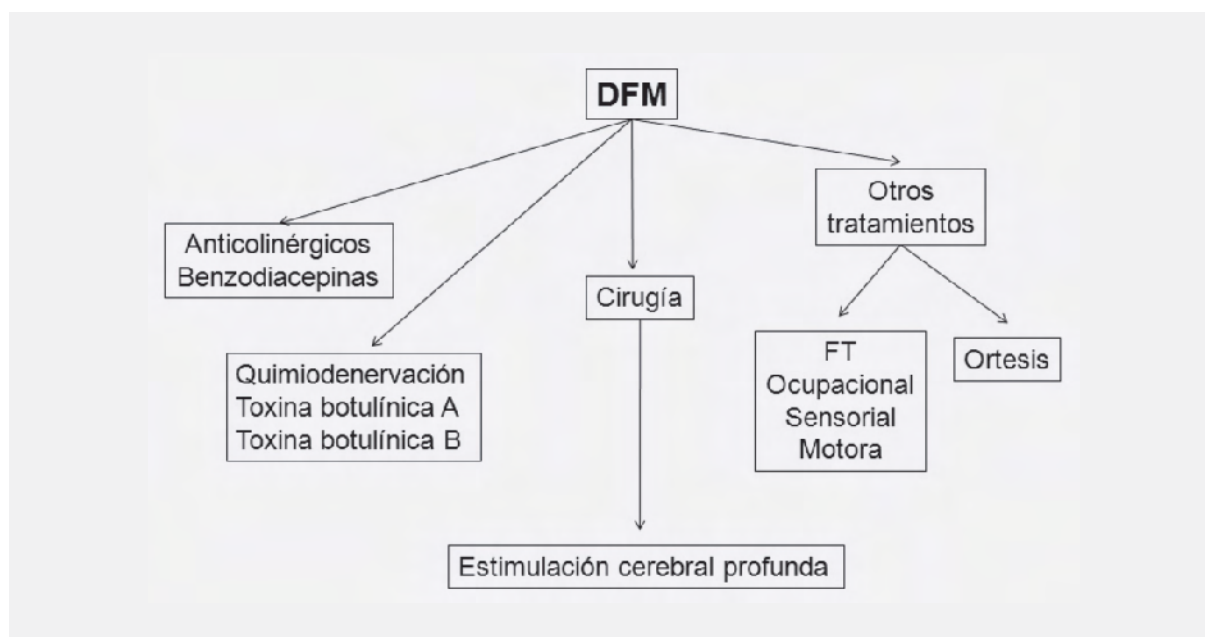 DFM
Otros
tratamientos
Anticolinérgicos
Benzodiacepinas
Cirugía
FT
Ocupacional
Sensorial
Motora
Ortesis
Quimiodenervación
Toxina botulínica A
Toxina botulínica B
Estimulación cerebral profunda